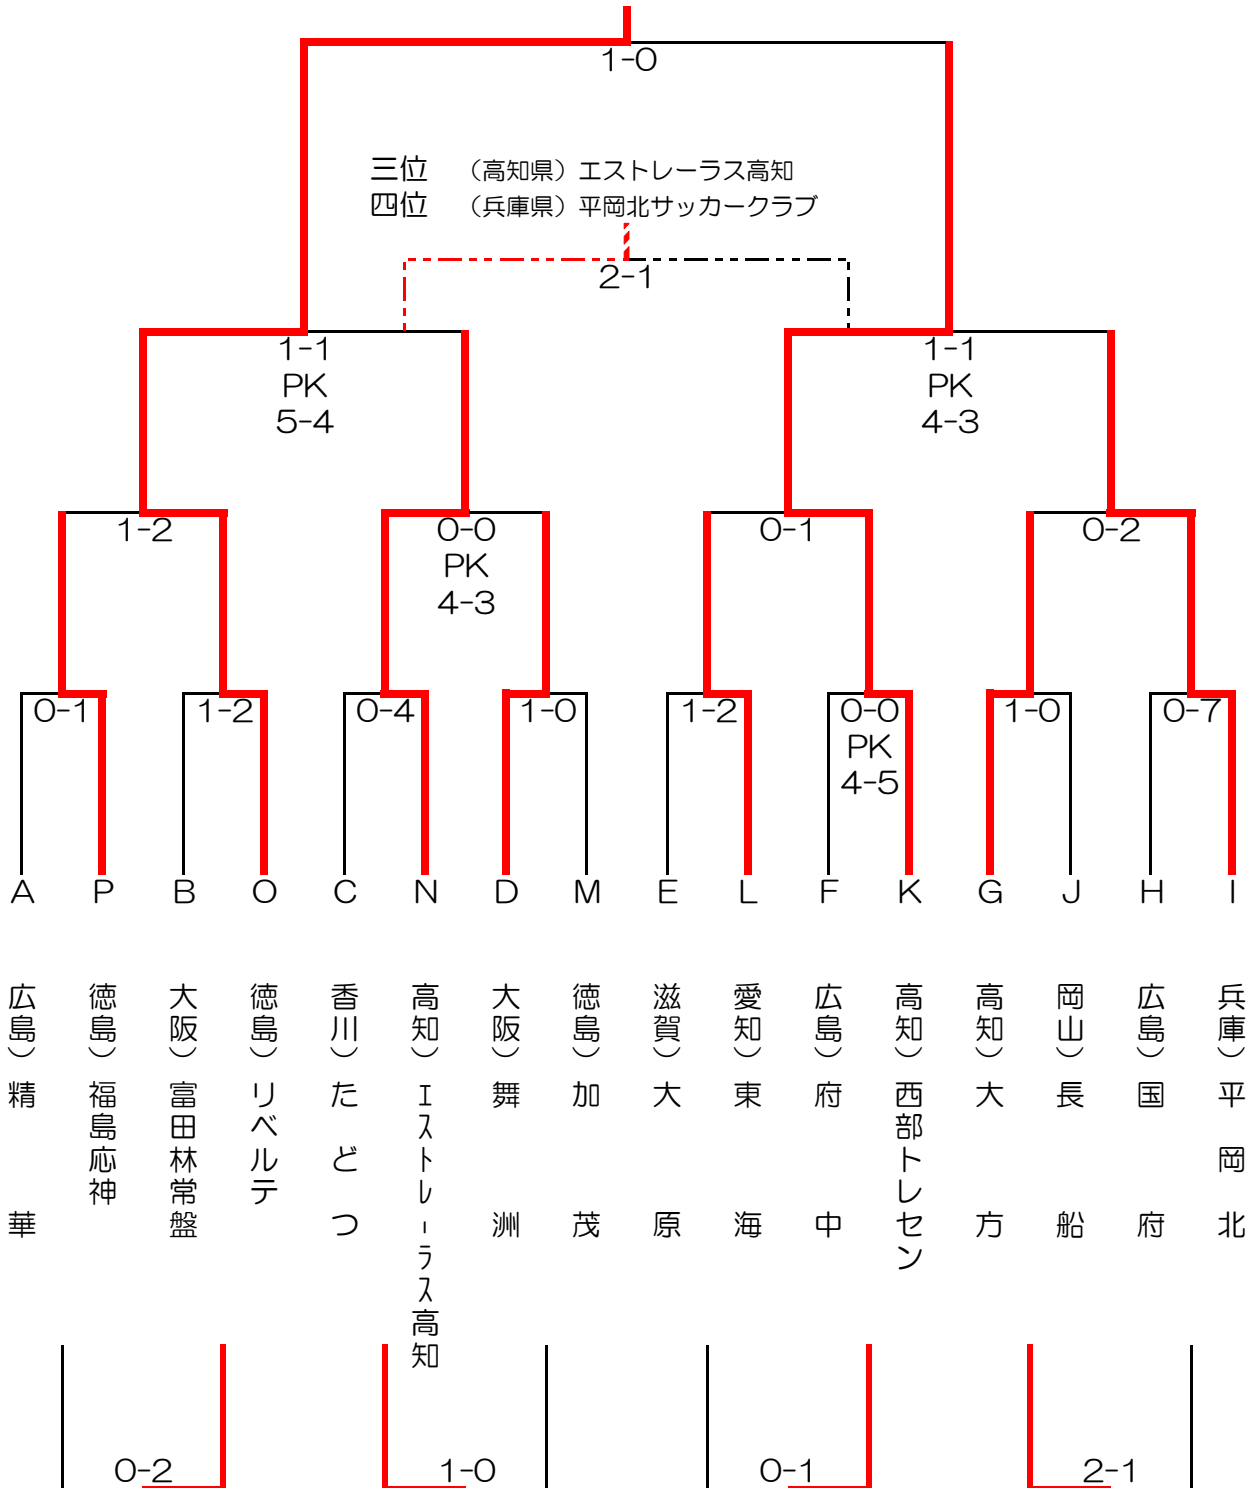 1-0
三位 （高知県）エストレーラス高知
四位 （兵庫県）平岡北サッカークラブ
2-1
1-1 1-1
PK PK
5-4 4-3
1-2 0-0 0-1 0-2
PK
4-3
0-1 1-2 0-4 1-0 1-2 0-0 1-0 0-7
PK
4-5
A P B O C N D M E L F K G J H I
広島）精華
徳島）福島応神
大阪）富田林常盤
徳島）リベルテ
香川）たどつ
高知）ｴｽﾄﾚｰラス高知
大阪）舞洲
徳島）加茂
滋賀）大原
愛知）東海
広島）府中
高知）西部トレセン
高知）大方
岡山）長船
広島）国府
兵庫）平岡北
0-2 1-0 0-1 2-1